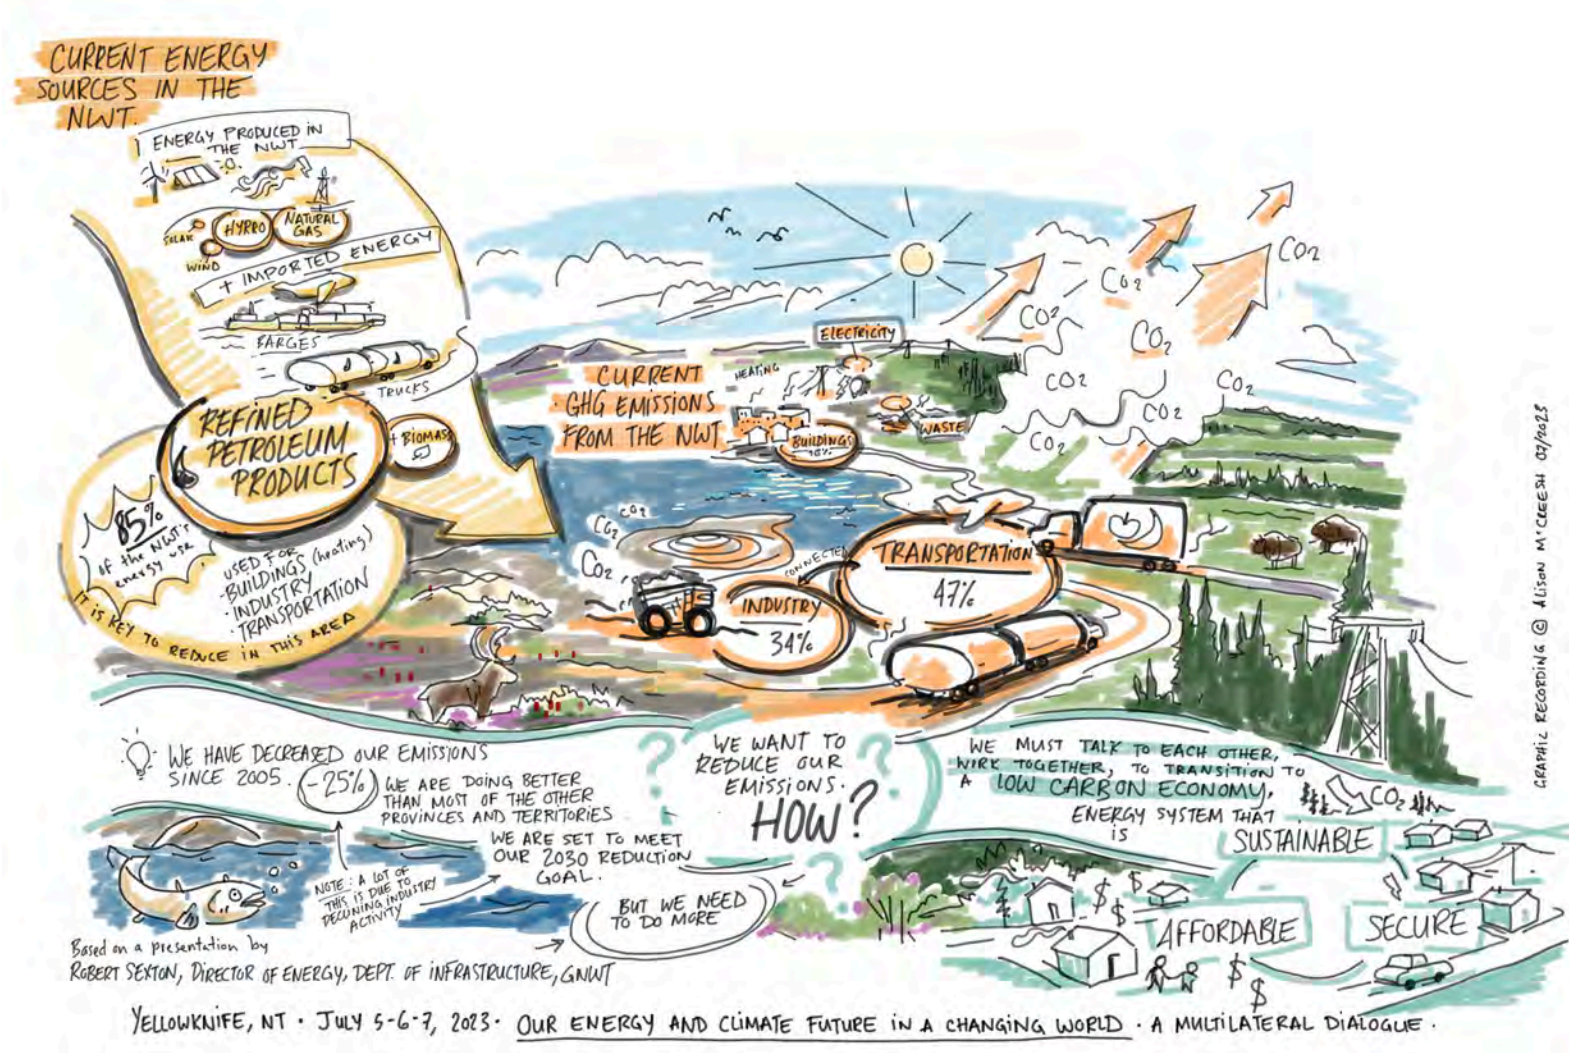 CURRENT ENERGY
SOURCES IN THE
NWT.
ENERGY PRODUCED IN
THE NWT
SOLAR
WIND
HYRRO
NATURAL
GAS
+ IMPORTED ENERGY
BARGES
TRUCKS
REFINED
PETROLEUM
PRODUCTS
+ BIOMASS
85%
of the NWT's
energy use
USED FOR
·BUILDINGS (heating)
·INDUSTRY
·TRANSPORTATION
IT IS KEY TO REDUCE IN THIS AREA
CURRENT
GHG EMISSIONS
FROM THE NWT
HEATING
ELECTRICITY
BUILDINGS
WASTE
CO2
CO2
CO2
CO2
CO2
CO2
CO2
CO2
CO2
CO2
CO2
CONNECTED
TRANSPORTATION
47%
INDUSTRY
34%
WE HAVE DECREASED OUR EMISSIONS
SINCE 2005.
-25%
WE ARE DOING BETTER
THAN MOST OF THE OTHER
PROVINCES AND TERRITORIES
NOTE: A LOT OF
THIS IS DUE TO
DECLINING INDUSTRY
ACTIVITY
WE ARE SET TO MEET
OUR 2030 REDUCTION
GOAL.
BUT WE NEED
TO DO MORE
? ?
WE WANT TO
REDUCE OUR
EMISSIONS.
HOW?
?
WE MUST TALK TO EACH OTHER,
WORK TOGETHER, TO TRANSITION TO
A LOW CARBON ECONOMY,
ENERGY SYSTEM THAT
IS
CO2
SUSTAINABLE
$ $
$
$
AFFORDABLE
SECURE
$
$
Based on a presentation by
ROBERT SEXTON, DIRECTOR OF ENERGY, DEPT. OF INFRASTRUCTURE, GNWT
YELLOWKNIFE, NT · JULY 5-6-7, 2023 · OUR ENERGY AND CLIMATE FUTURE IN A CHANGING WORLD · A MULTILATERAL DIALOGUE ·
GRAPHIC RECORDING © ALISON McCREESH 07/2023